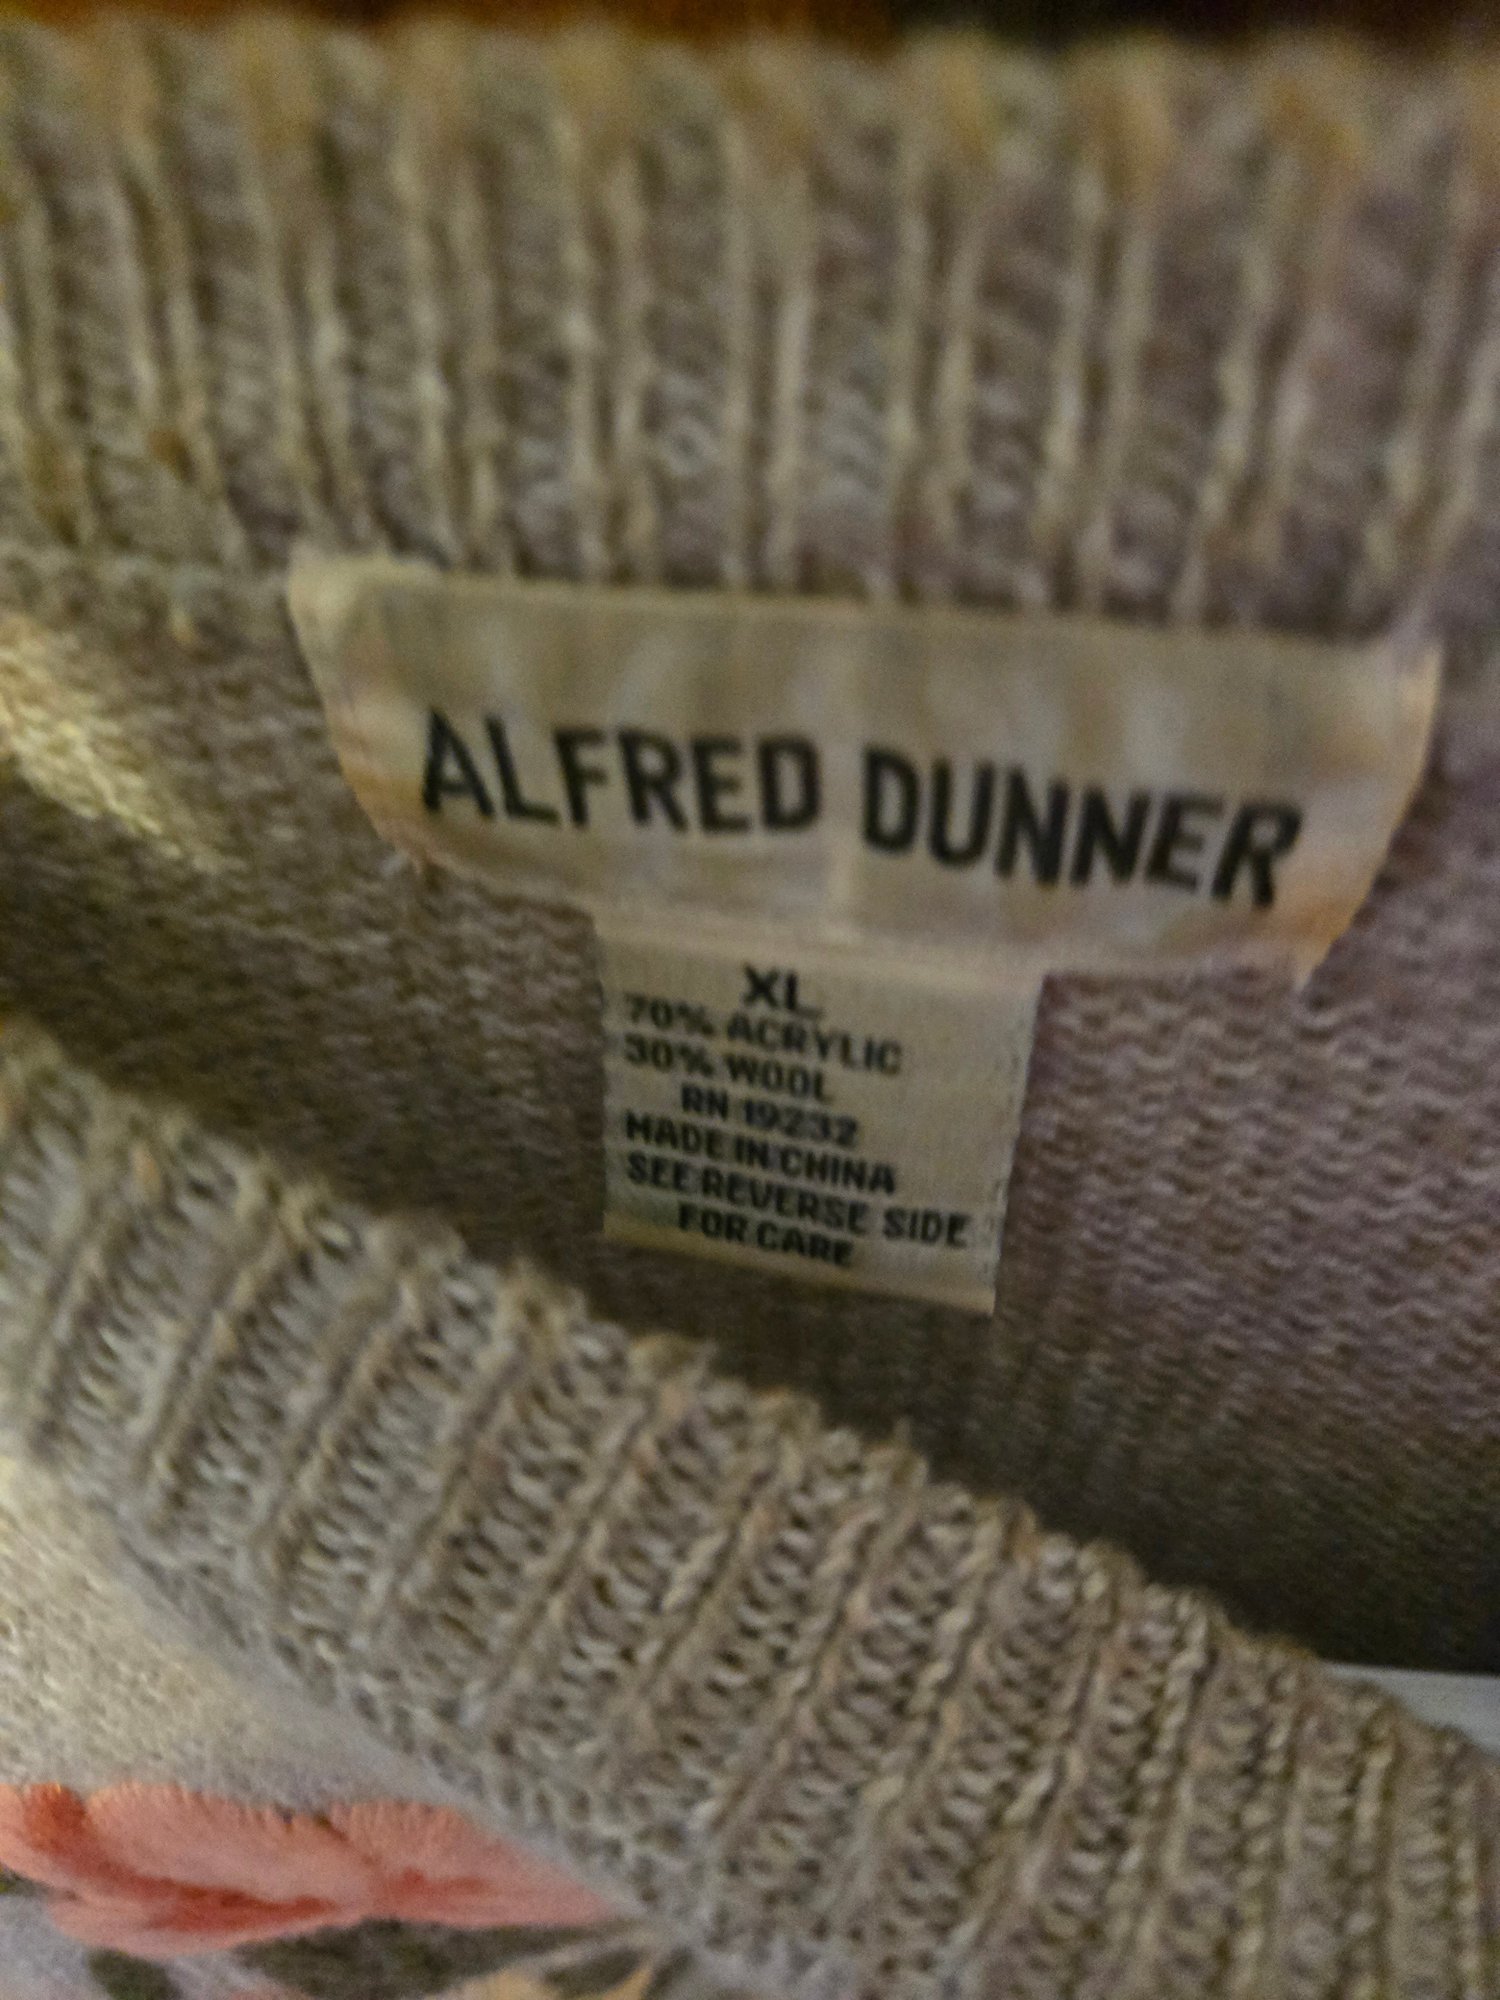 ALFRED DUNNER
XL
70% ACRYLIC
30% WOOL
RN 19232
MADE IN CHINA
SEE REVERSE SIDE
FOR CARE